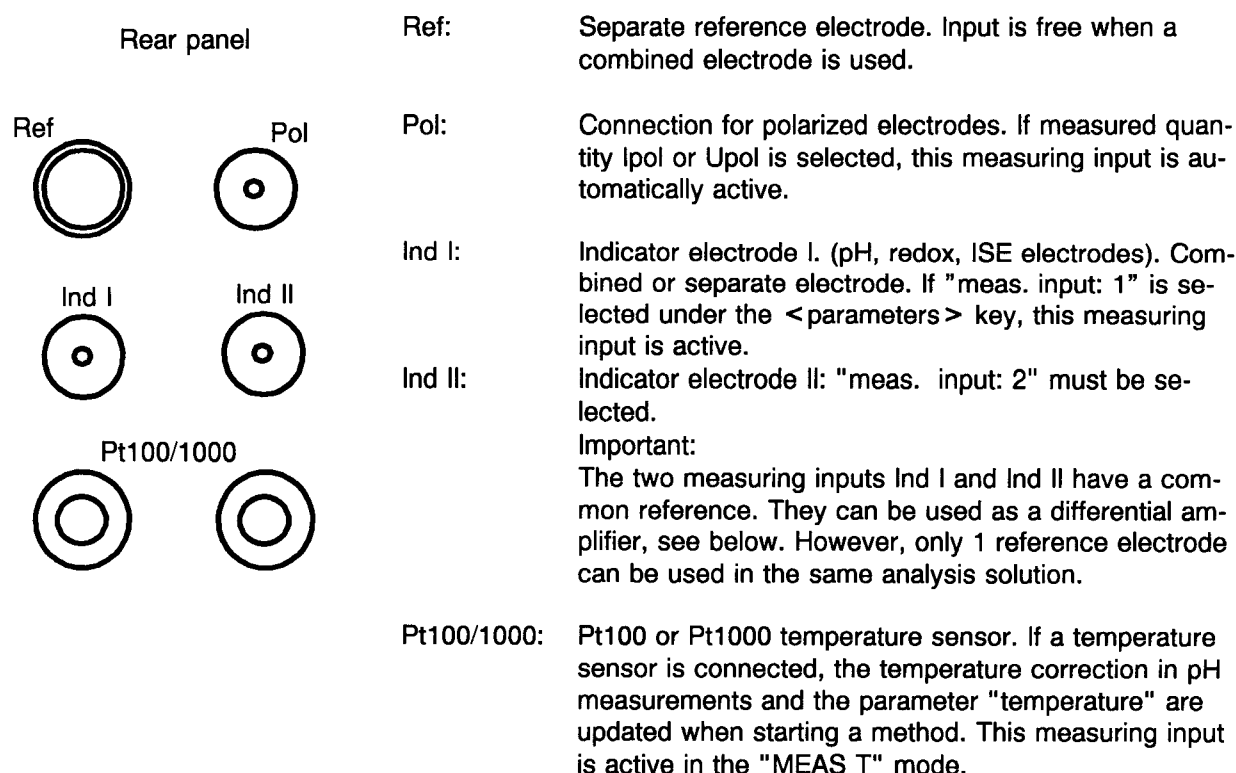 Rear panel
Ref
Pol
Ind I
Ind II
Pt100/1000
Ref:
Separate reference electrode. Input is free when a
combined electrode is used.
Pol:
Connection for polarized electrodes. If measured quan-
tity Ipol or Upol is selected, this measuring input is au-
tomatically active.
Ind I:
Indicator electrode I. (pH, redox, ISE electrodes). Com-
bined or separate electrode. If "meas. input: 1" is se-
lected under the <parameters> key, this measuring
input is active.
Ind II:
Indicator electrode II: "meas. input: 2" must be se-
lected.
Important:
The two measuring inputs Ind I and Ind II have a com-
mon reference. They can be used as a differential am-
plifier, see below. However, only 1 reference electrode
can be used in the same analysis solution.
Pt100/1000:
Pt100 or Pt1000 temperature sensor. If a temperature
sensor is connected, the temperature correction in pH
measurements and the parameter "temperature" are
updated when starting a method. This measuring input
is active in the "MEAS T" mode.